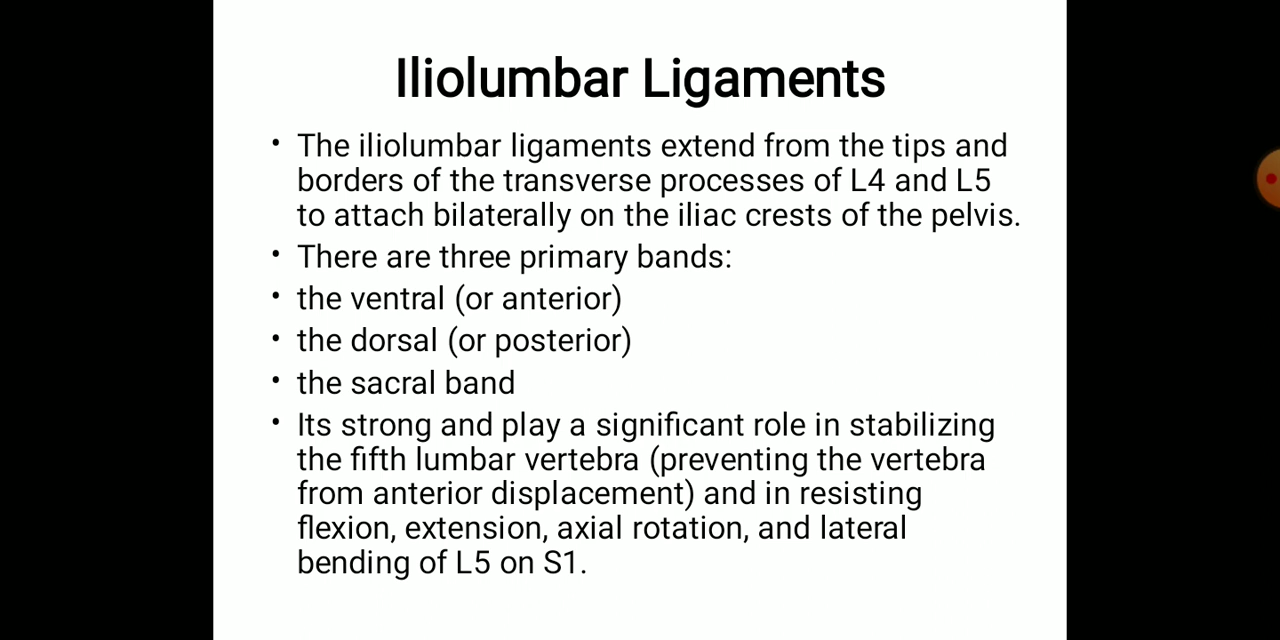 Iliolumbar Ligaments
• The iliolumbar ligaments extend from the tips and
borders of the transverse processes of L4 and L5
to attach bilaterally on the iliac crests of the pelvis.
• There are three primary bands:
• the ventral (or anterior)
• the dorsal (or posterior)
• the sacral band
• Its strong and play a significant role in stabilizing
the fifth lumbar vertebra (preventing the vertebra
from anterior displacement) and in resisting
flexion, extension, axial rotation, and lateral
bending of L5 on S1.